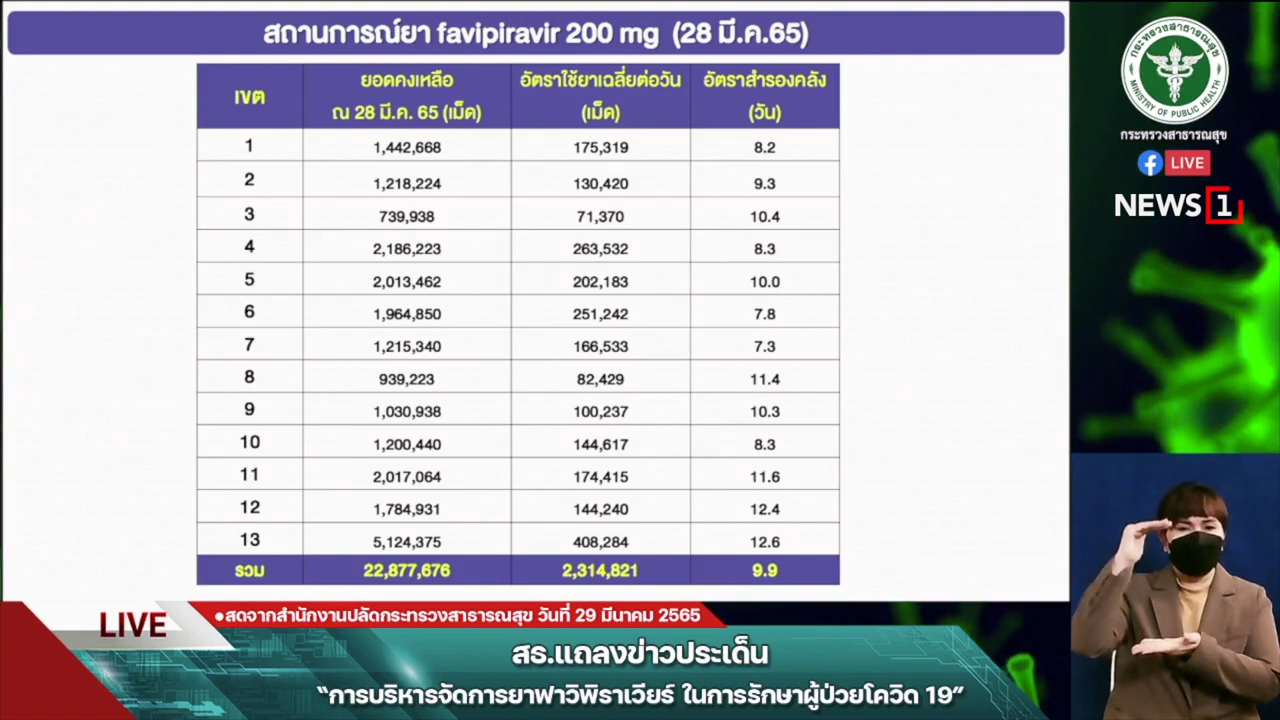 สถานการณ์ยา favipiravir 200 mg (28 มี.ค.65)
เขต ยอดคงเหลือ ณ 28 มี.ค. 65 (เม็ด) อัตราใช้ยาเฉลี่ยต่อวัน (เม็ด) อัตราสำรองคลัง (วัน)
1 1,442,668 175,319 8.2
2 1,218,224 130,420 9.3
3 739,938 71,370 10.4
4 2,186,223 263,532 8.3
5 2,013,462 202,183 10.0
6 1,964,850 251,242 7.8
7 1,215,340 166,533 7.3
8 939,223 82,429 11.4
9 1,030,938 100,237 10.3
10 1,200,440 144,617 8.3
11 2,017,064 174,415 11.6
12 1,784,931 144,240 12.4
13 5,124,375 408,284 12.6
รวม 22,877,676 2,314,821 9.9
กระทรวงสาธารณสุข
MINISTRY OF PUBLIC HEALTH
กระทรวงสาธารณสุข
f LIVE
NEWS 1
LIVE
•สดจากสำนักงานปลัดกระทรวงสาธารณสุข วันที่ 29 มีนาคม 2565
สธ.แถลงข่าวประเด็น
“การบริหารจัดการยาฟาวิพิราเวียร์ ในการรักษาผู้ป่วยโควิด 19”